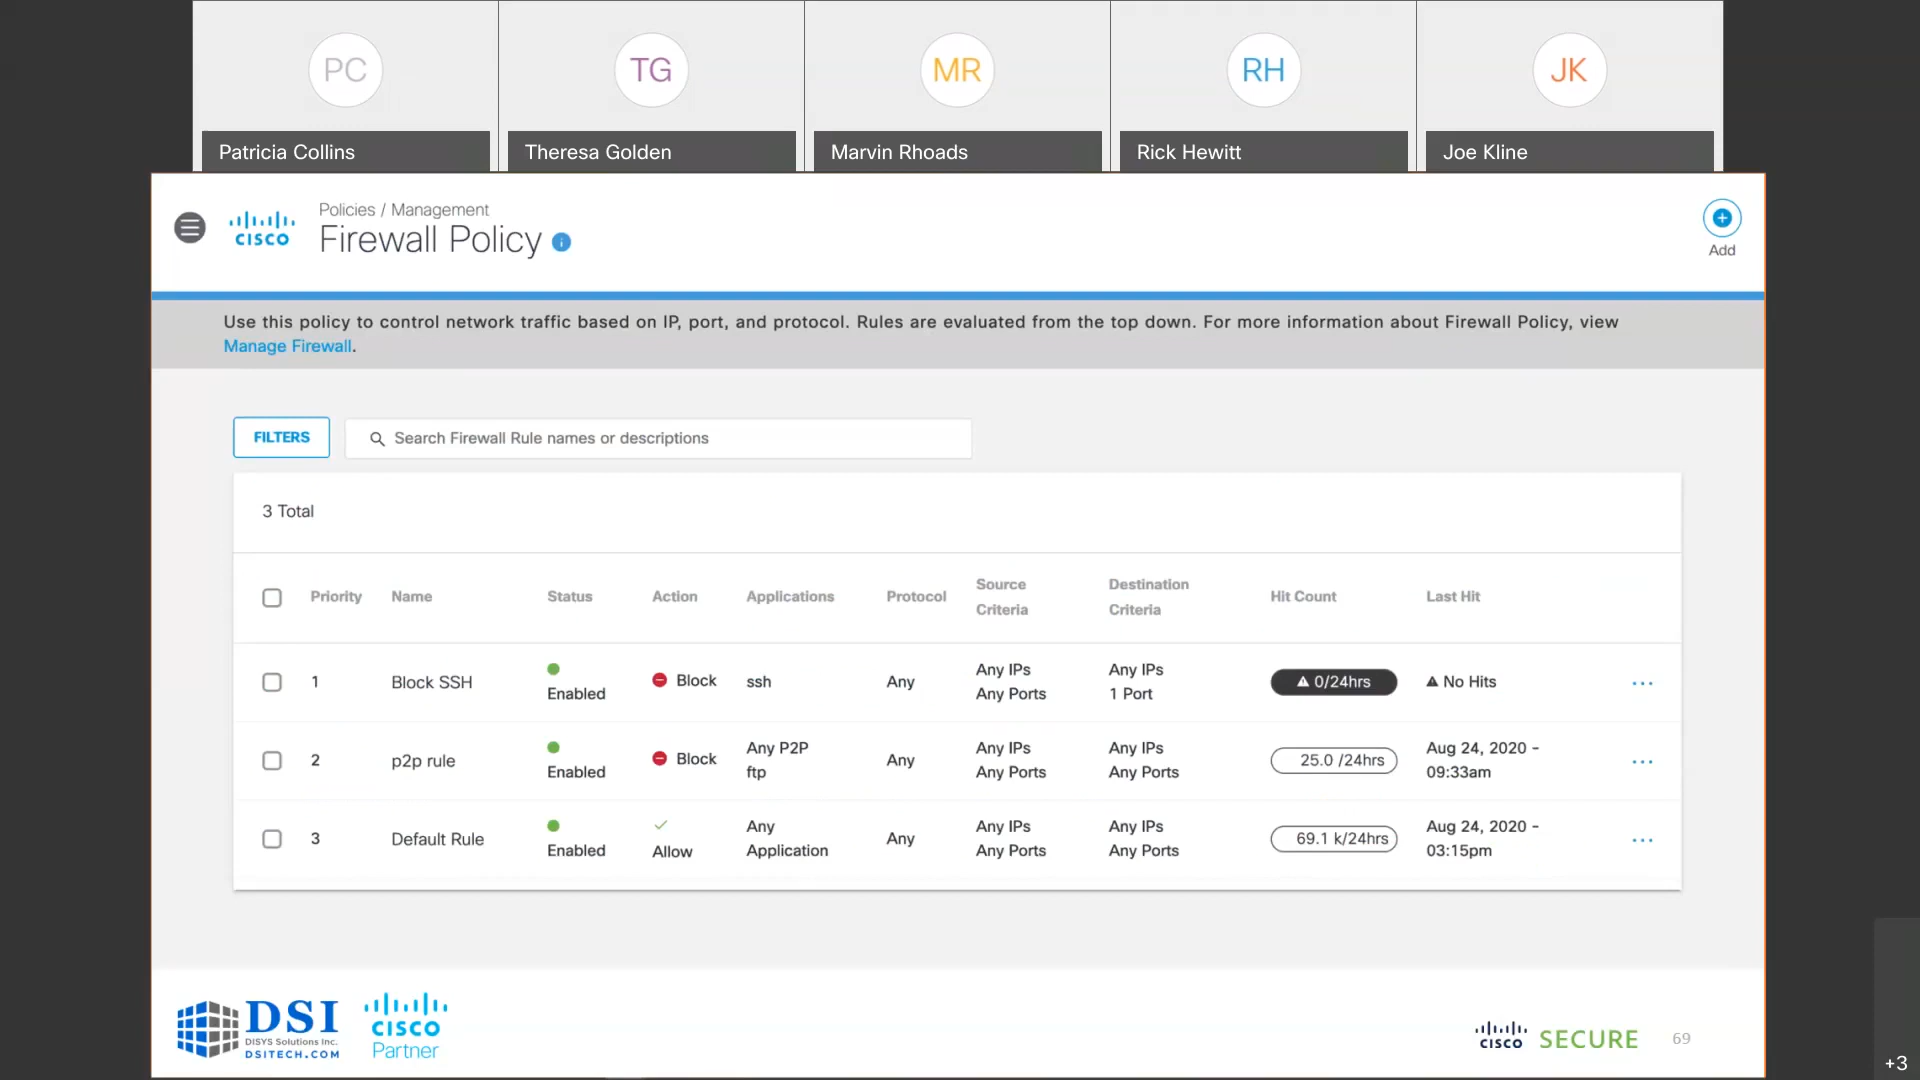 PC
TG
MR
RH
JK
Patricia Collins
Theresa Golden
Marvin Rhoads
Rick Hewitt
Joe Kline
CISCO
Policies / Management
Firewall Policy
Add
Use this policy to control network traffic based on IP, port, and protocol. Rules are evaluated from the top down. For more information about Firewall Policy, view
Manage Firewall.
FILTERS
Search Firewall Rule names or descriptions
3 Total
Priority Name Status Action Applications Protocol Source Criteria Destination Criteria Hit Count Last Hit
1 Block SSH Enabled Block ssh Any Any IPs Any Ports Any IPs 1 Port 0/24hrs No Hits ...
2 p2p rule Enabled Block Any P2P ftp Any Any IPs Any Ports Any IPs Any Ports 25.0 /24hrs Aug 24, 2020 - 09:33am ...
3 Default Rule Enabled Allow Any Application Any Any IPs Any Ports Any IPs Any Ports 69.1 k/24hrs Aug 24, 2020 - 03:15pm ...
DSI
DISYS Solutions Inc.
DSITECH.COM
CISCO
Partner
CISCO SECURE
69
+3